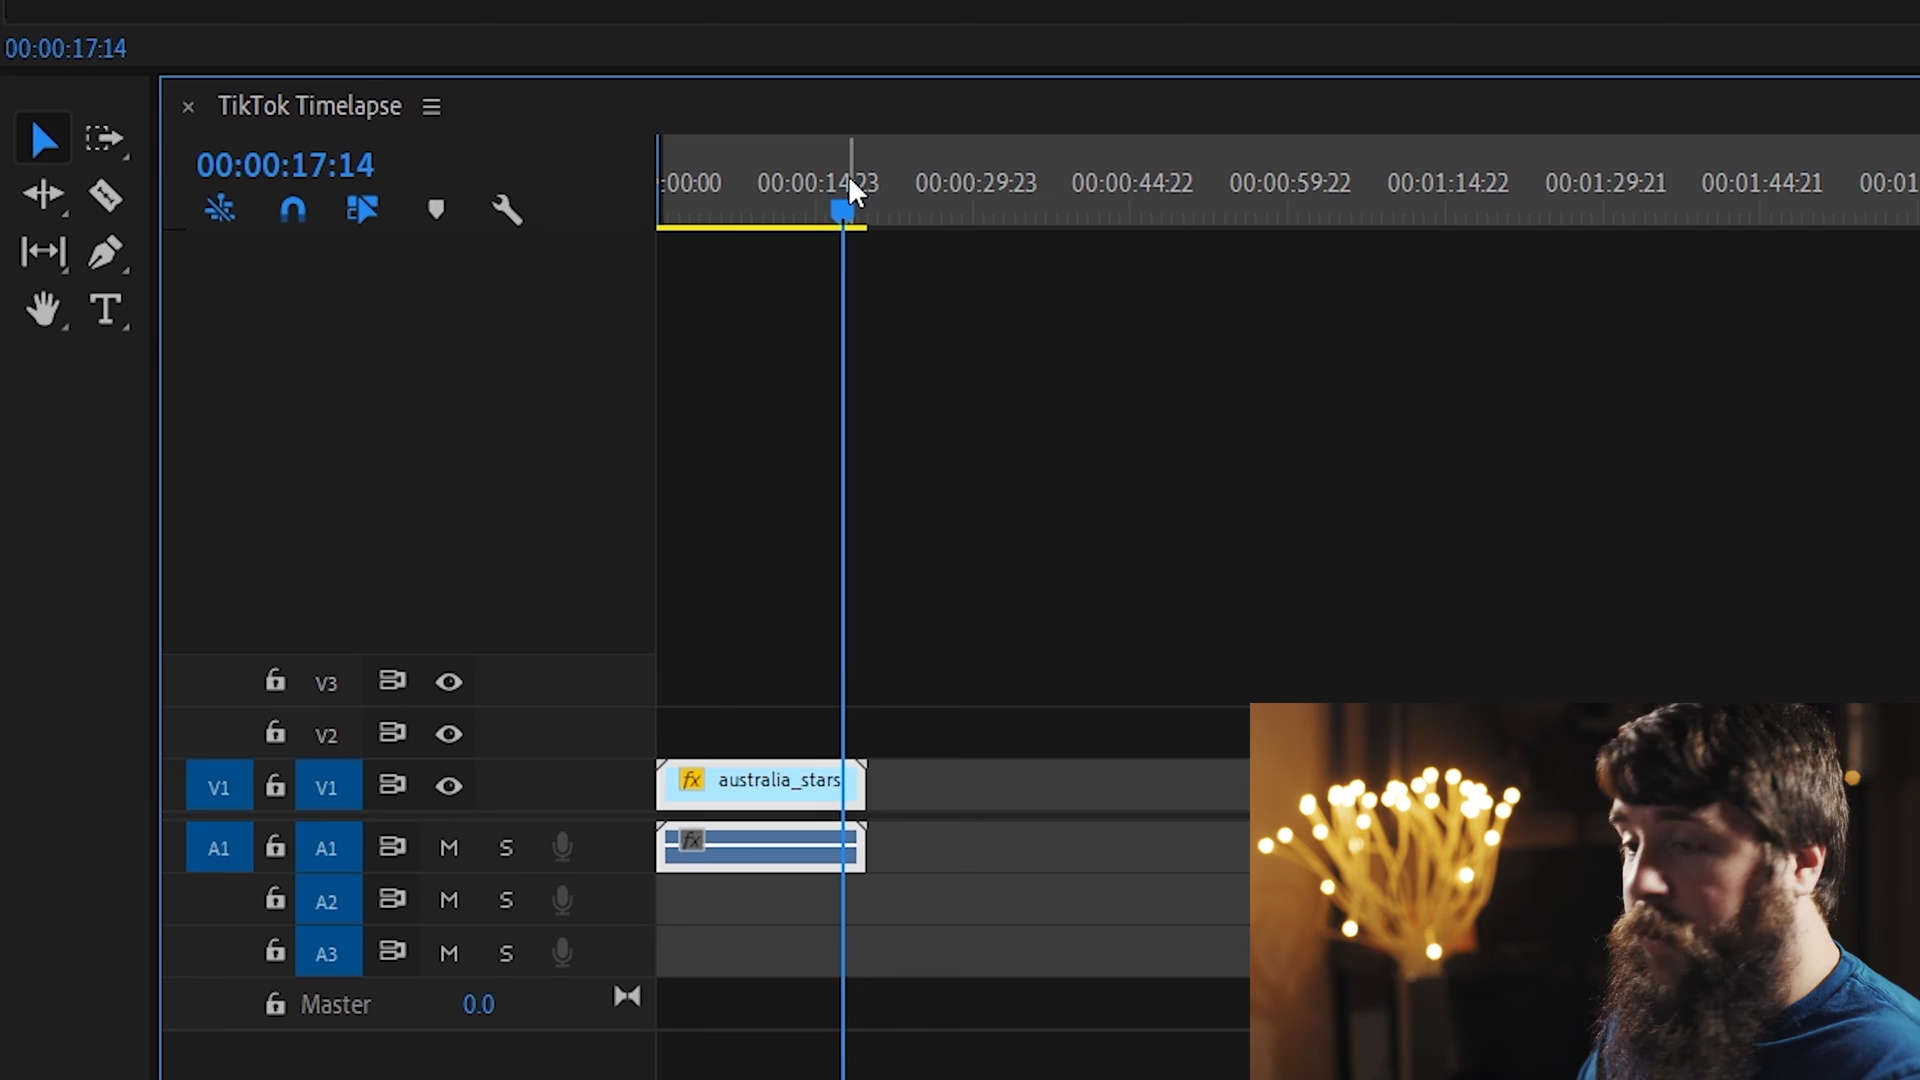 00:00:17:14
× TikTok Timelapse
00:00:17:14
:00:00 00:00:14:23 00:00:29:23 00:00:44:22 00:00:59:22 00:01:14:22 00:01:29:21 00:01:44:21 00:01
T
V3
V2
V1 V1 fx australia_stars
A1 A1 M S fx
A2 M S
A3 M S
Master 0.0